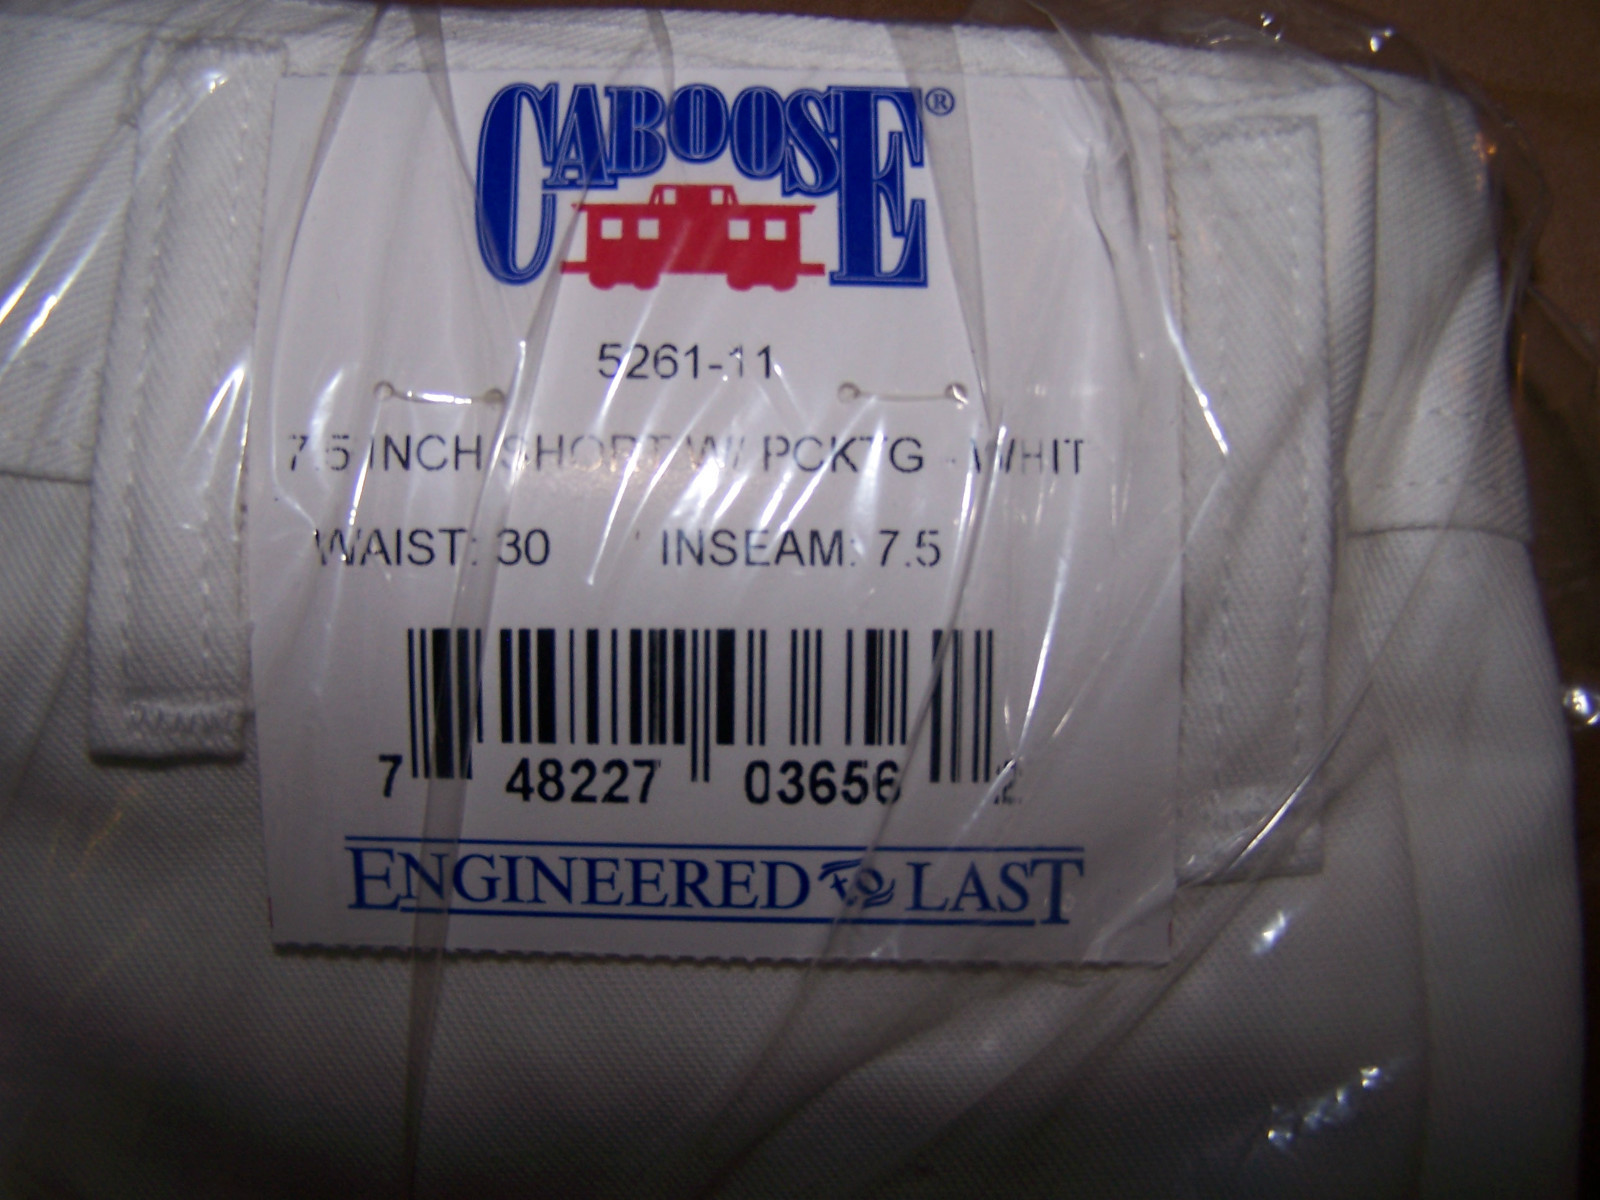 CABOOSE®
5261-11
7.5 INCH SHORT W/ PCKTG - WHIT
WAIST: 30 INSEAM: 7.5
7 48227 03656 2
ENGINEERED TO LAST